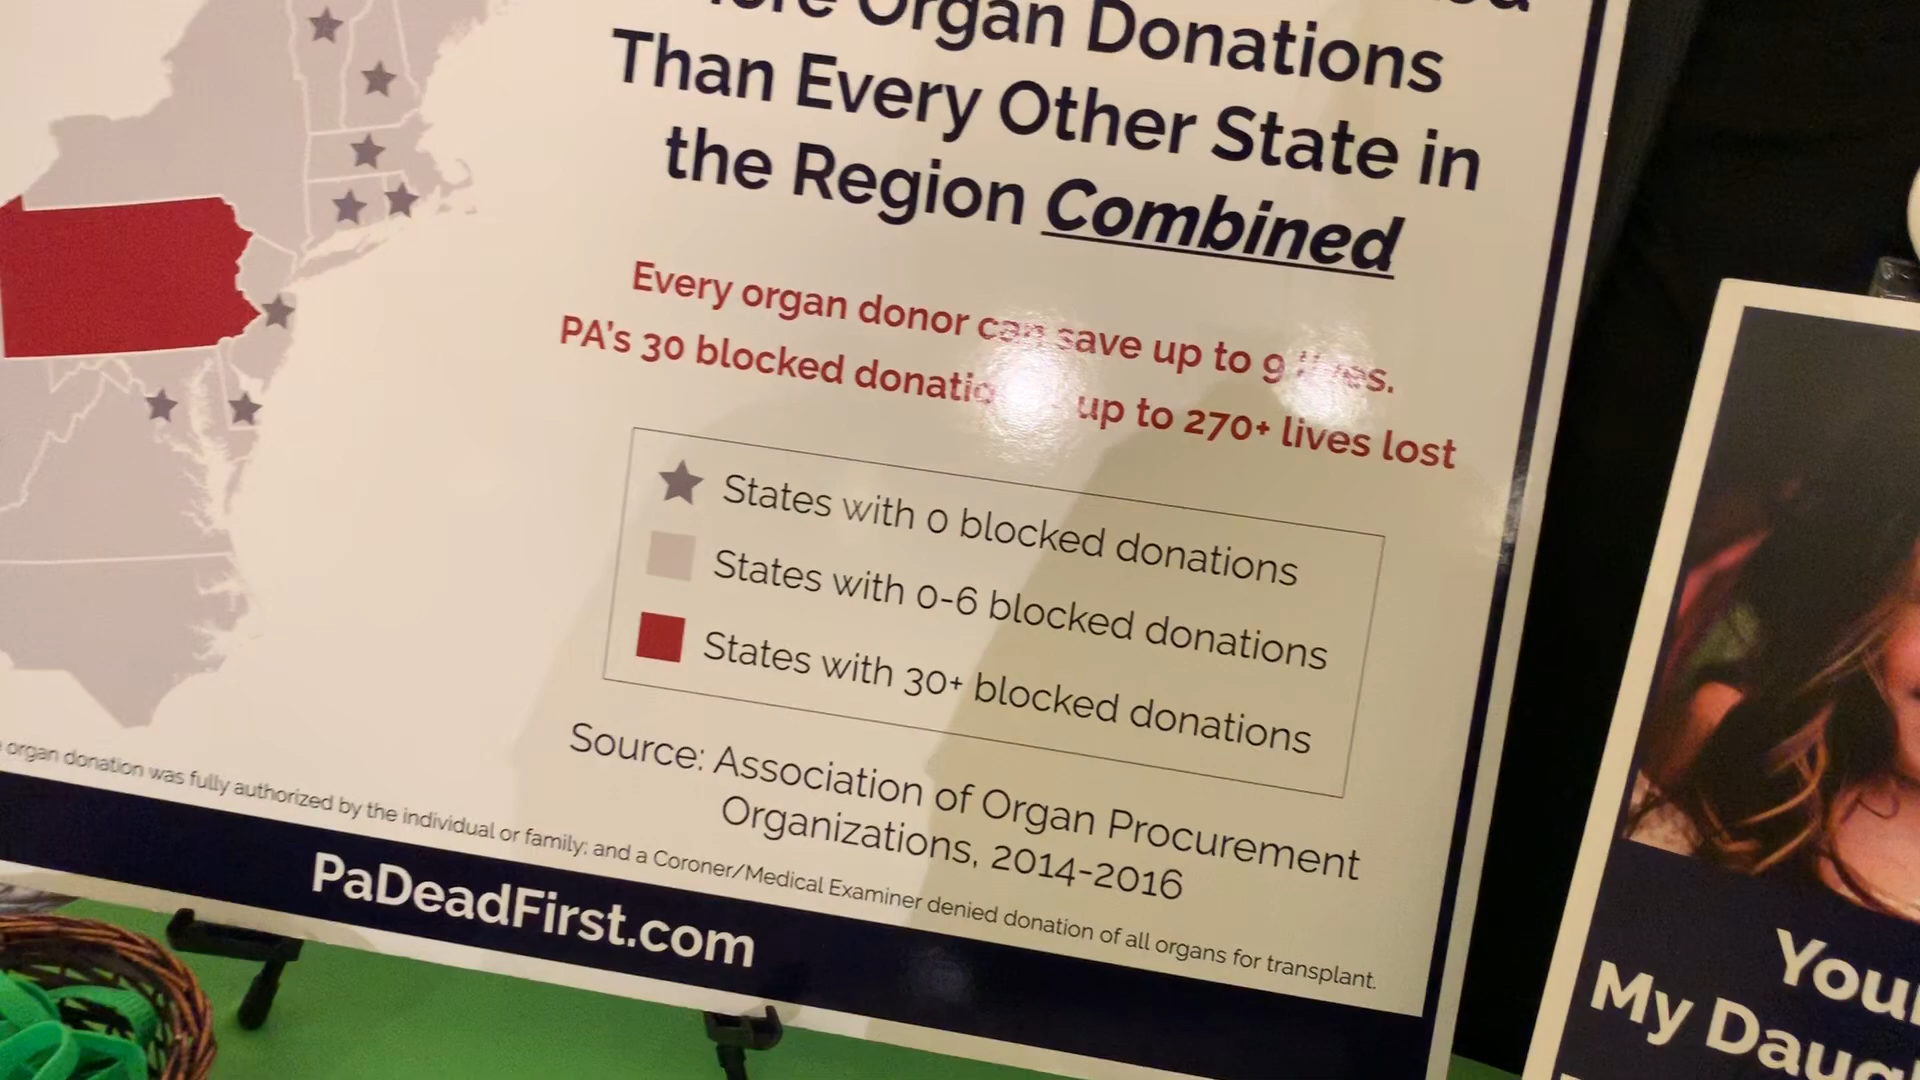 Organ Donations
Than Every Other State in
the Region Combined
Every organ donor can save up to 9
PA's 30 blocked up to 270+ lives lost
States with 0 blocked donations
States with 0-6 blocked donations
States with 30+ blocked donations
Source: Association of Organ Procurement
Organizations, 2014-2016
organ donation was fully authorized by the individual or family; and a Coroner/Medical Examiner denied donation of all organs for transplant.
PaDeadFirst.com
My